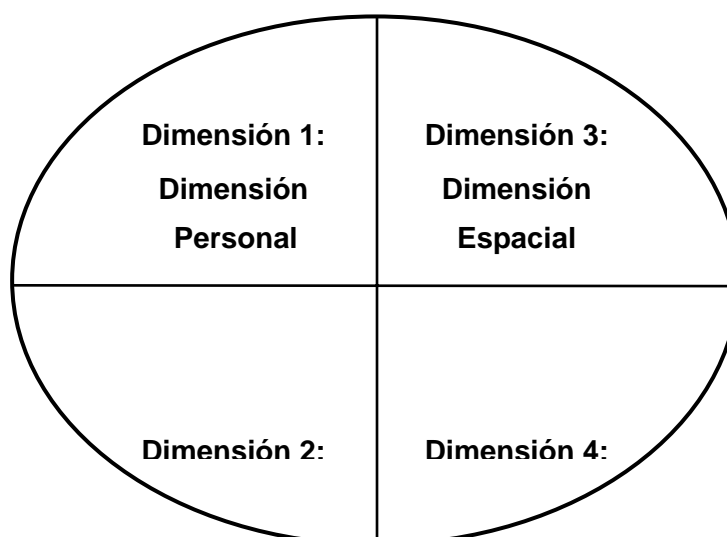 Dimensión 1:
Dimensión
Personal
Dimensión 3:
Dimensión
Espacial
Dimensión 2:
Dimensión 4: